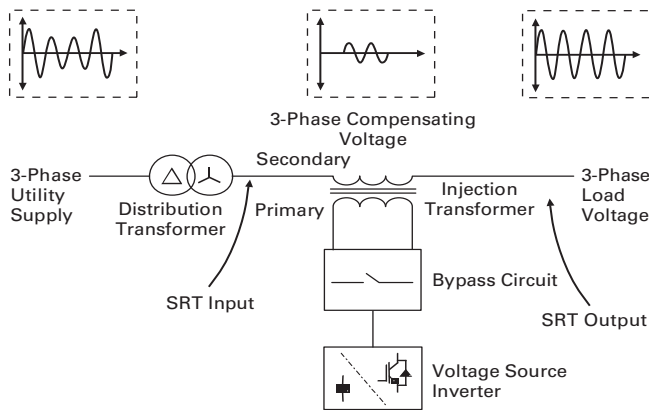 3-Phase Compensating
Voltage
3-Phase
Utility
Supply
Distribution
Transformer
Secondary
Primary
Injection
Transformer
3-Phase
Load
Voltage
SRT Input
Bypass Circuit
SRT Output
Voltage Source
Inverter